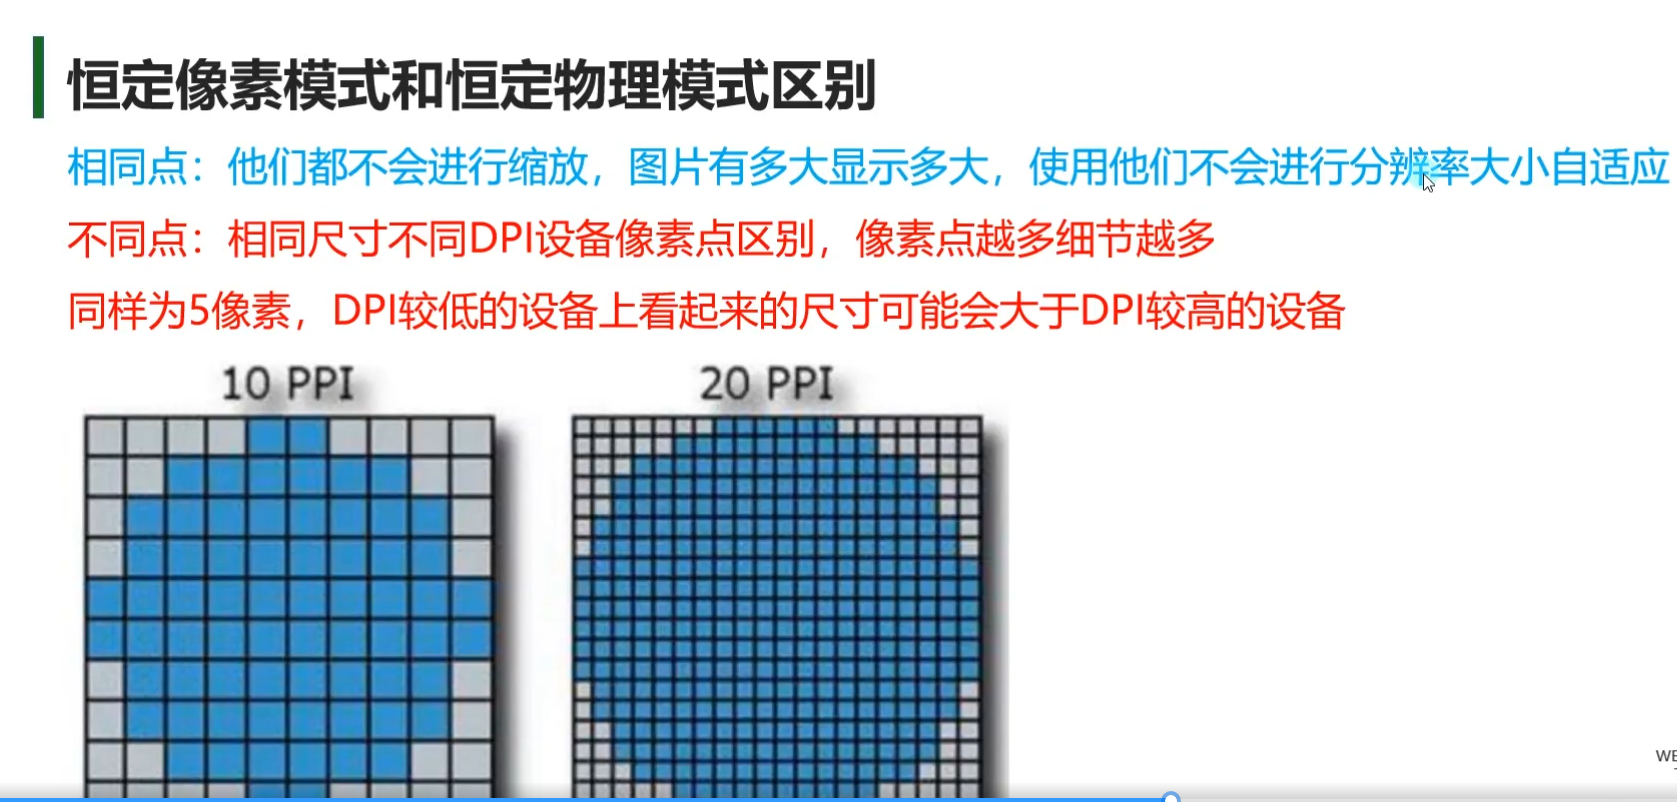 恒定像素模式和恒定物理模式区别
相同点：他们都不会进行缩放，图片有多大显示多大，使用他们不会进行分辨率大小自适应
不同点：相同尺寸不同DPI设备像素点区别，像素点越多细节越多
同样为5像素，DPI较低的设备上看起来的尺寸可能会大于DPI较高的设备
10 PPI
20 PPI
WE